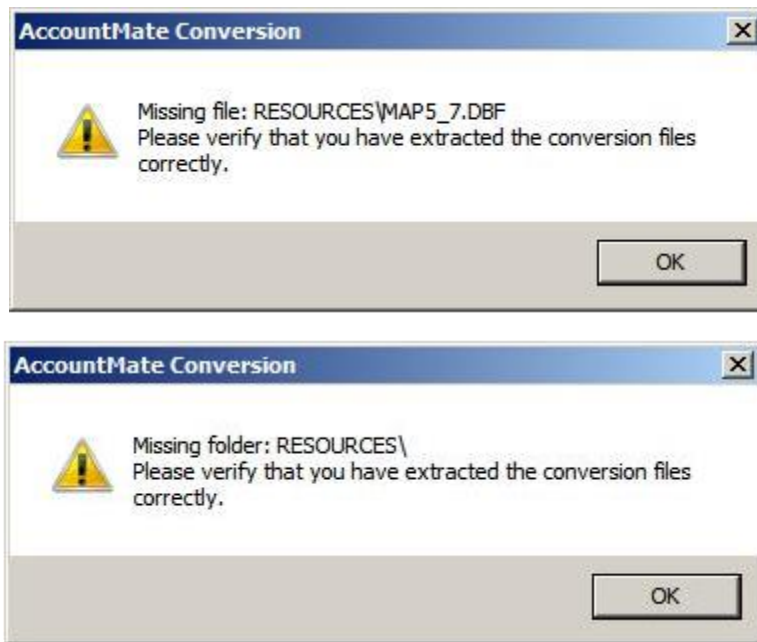 AccountMate Conversion
Missing file: RESOURCES\MAP5_7.DBF
Please verify that you have extracted the conversion files
correctly.
OK
AccountMate Conversion
Missing folder: RESOURCES\
Please verify that you have extracted the conversion files
correctly.
OK